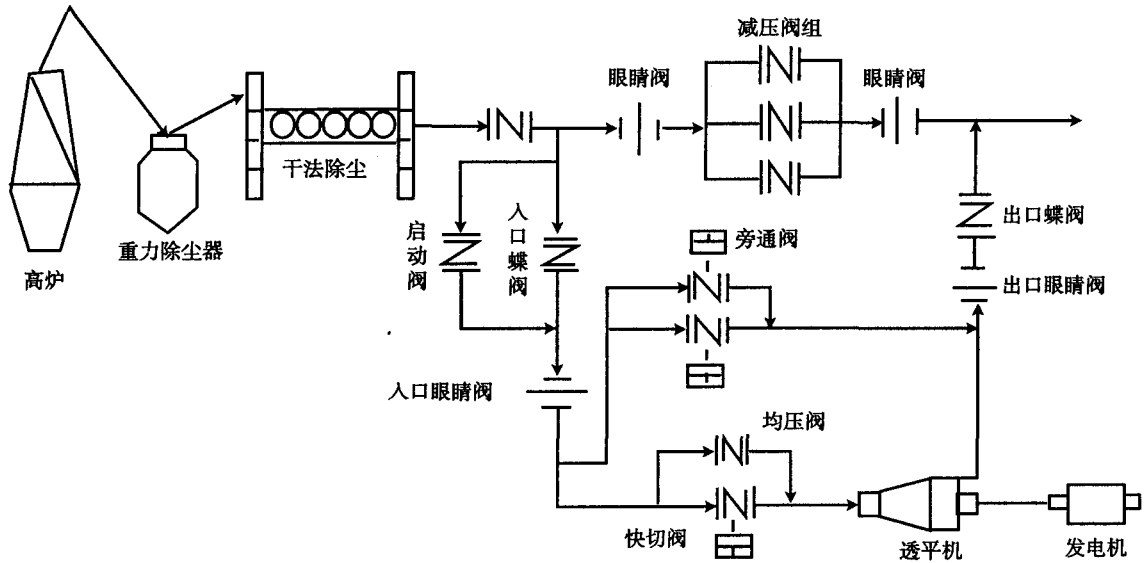 减压阀组
眼睛阀
眼睛阀
干法除尘
重力除尘器
高炉
启动阀
入口蝶阀
旁通阀
出口蝶阀
出口眼睛阀
入口眼睛阀
均压阀
快切阀
透平机
发电机